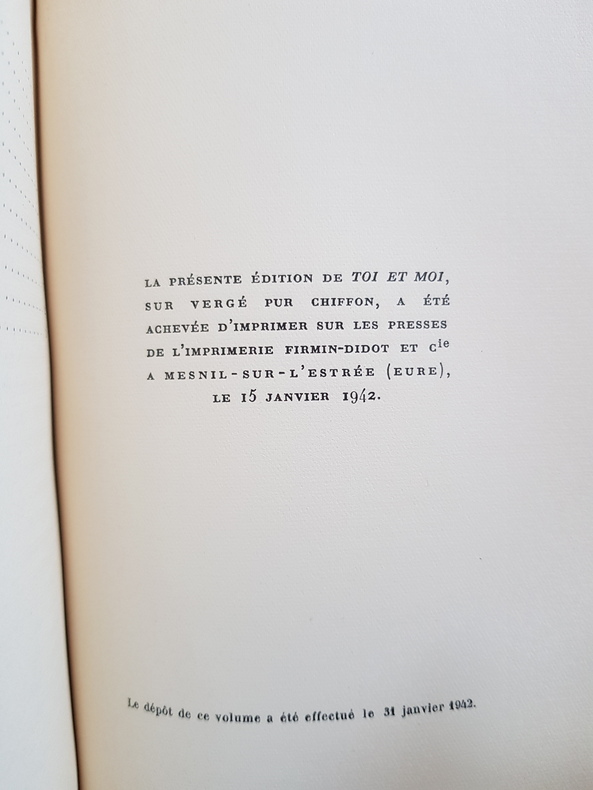 LA PRÉSENTE ÉDITION DE TOI ET MOI,
SUR VERGÉ PUR CHIFFON, A ÉTÉ
ACHEVÉE D'IMPRIMER SUR LES PRESSES
DE L'IMPRIMERIE FIRMIN-DIDOT ET Cie
A MESNIL-SUR-L'ESTRÉE (EURE),
LE 15 JANVIER 1942.
Le dépôt de ce volume a été effectué le 31 janvier 1942.